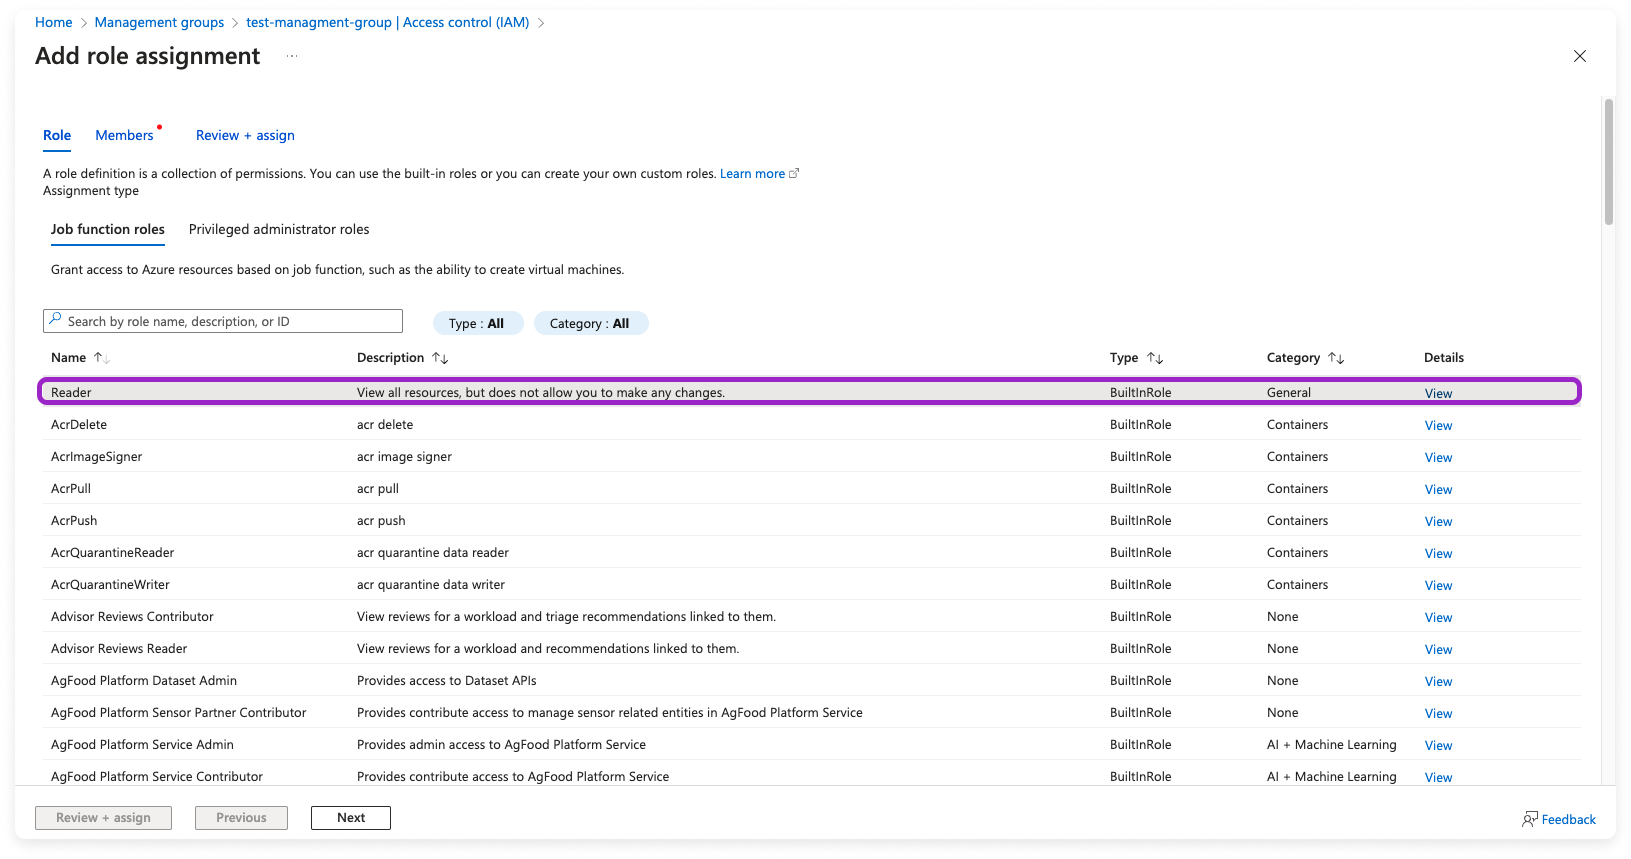 Home > Management groups > test-managment-group | Access control (IAM) >
Add role assignment ...
Role Members Review + assign
A role definition is a collection of permissions. You can use the built-in roles or you can create your own custom roles. Learn more
Assignment type
Job function roles Privileged administrator roles
Grant access to Azure resources based on job function, such as the ability to create virtual machines.
Search by role name, description, or ID Type : All Category : All
Name ↑↓ Description ↑↓ Type ↑↓ Category ↑↓ Details
Reader View all resources, but does not allow you to make any changes. BuiltInRole General View
AcrDelete acr delete BuiltInRole Containers View
AcrImageSigner acr image signer BuiltInRole Containers View
AcrPull acr pull BuiltInRole Containers View
AcrPush acr push BuiltInRole Containers View
AcrQuarantineReader acr quarantine data reader BuiltInRole Containers View
AcrQuarantineWriter acr quarantine data writer BuiltInRole Containers View
Advisor Reviews Contributor View reviews for a workload and triage recommendations linked to them. BuiltInRole None View
Advisor Reviews Reader View reviews for a workload and recommendations linked to them. BuiltInRole None View
AgFood Platform Dataset Admin Provides access to Dataset APIs BuiltInRole None View
AgFood Platform Sensor Partner Contributor Provides contribute access to manage sensor related entities in AgFood Platform Service BuiltInRole None View
AgFood Platform Service Admin Provides admin access to AgFood Platform Service BuiltInRole AI + Machine Learning View
AgFood Platform Service Contributor Provides contribute access to AgFood Platform Service BuiltInRole AI + Machine Learning View
Review + assign Previous Next Feedback